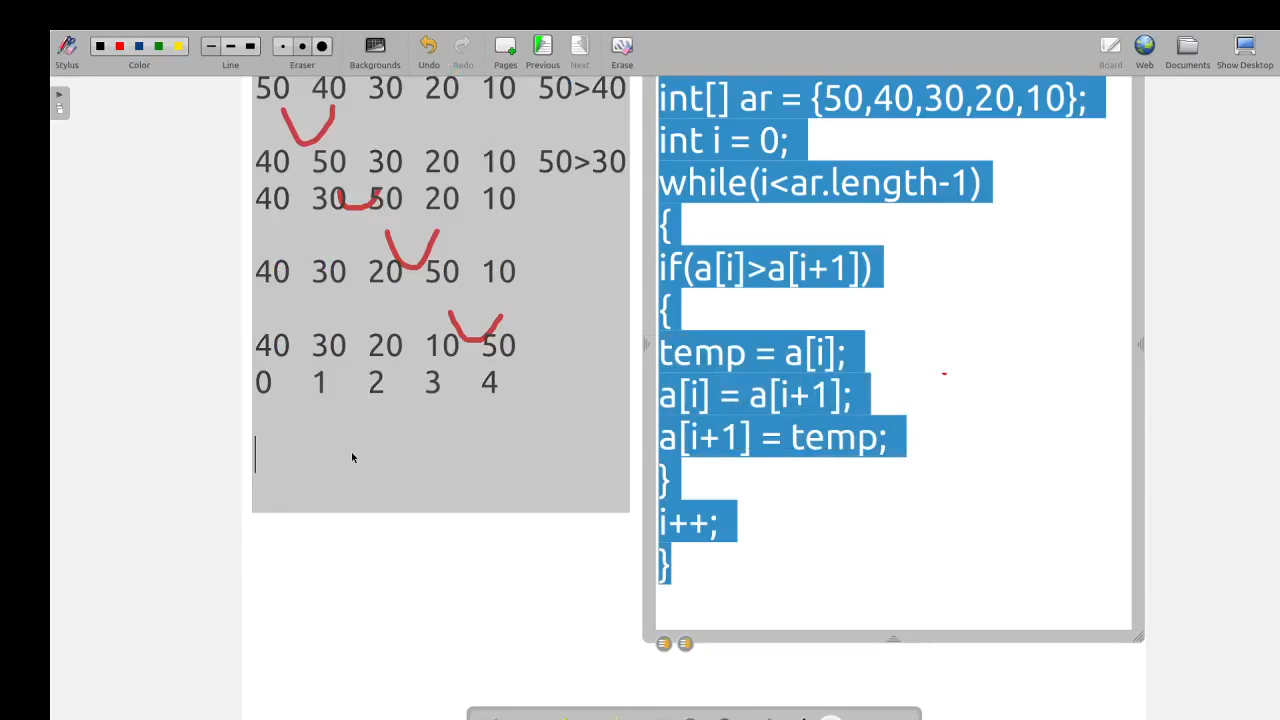 Stylus Color Line Eraser Backgrounds Undo Redo Pages Previous Next Erase Board Web Documents Show Desktop
50 40 30 20 10 50>40
40 50 30 20 10 50>30
40 30 50 20 10
40 30 20 50 10
40 30 20 10 50
0 1 2 3 4
int[] ar = {50,40,30,20,10};
int i = 0;
while(i<ar.length-1)
{
if(a[i]>a[i+1])
{
temp = a[i];
a[i] = a[i+1];
a[i+1] = temp;
}
i++;
}